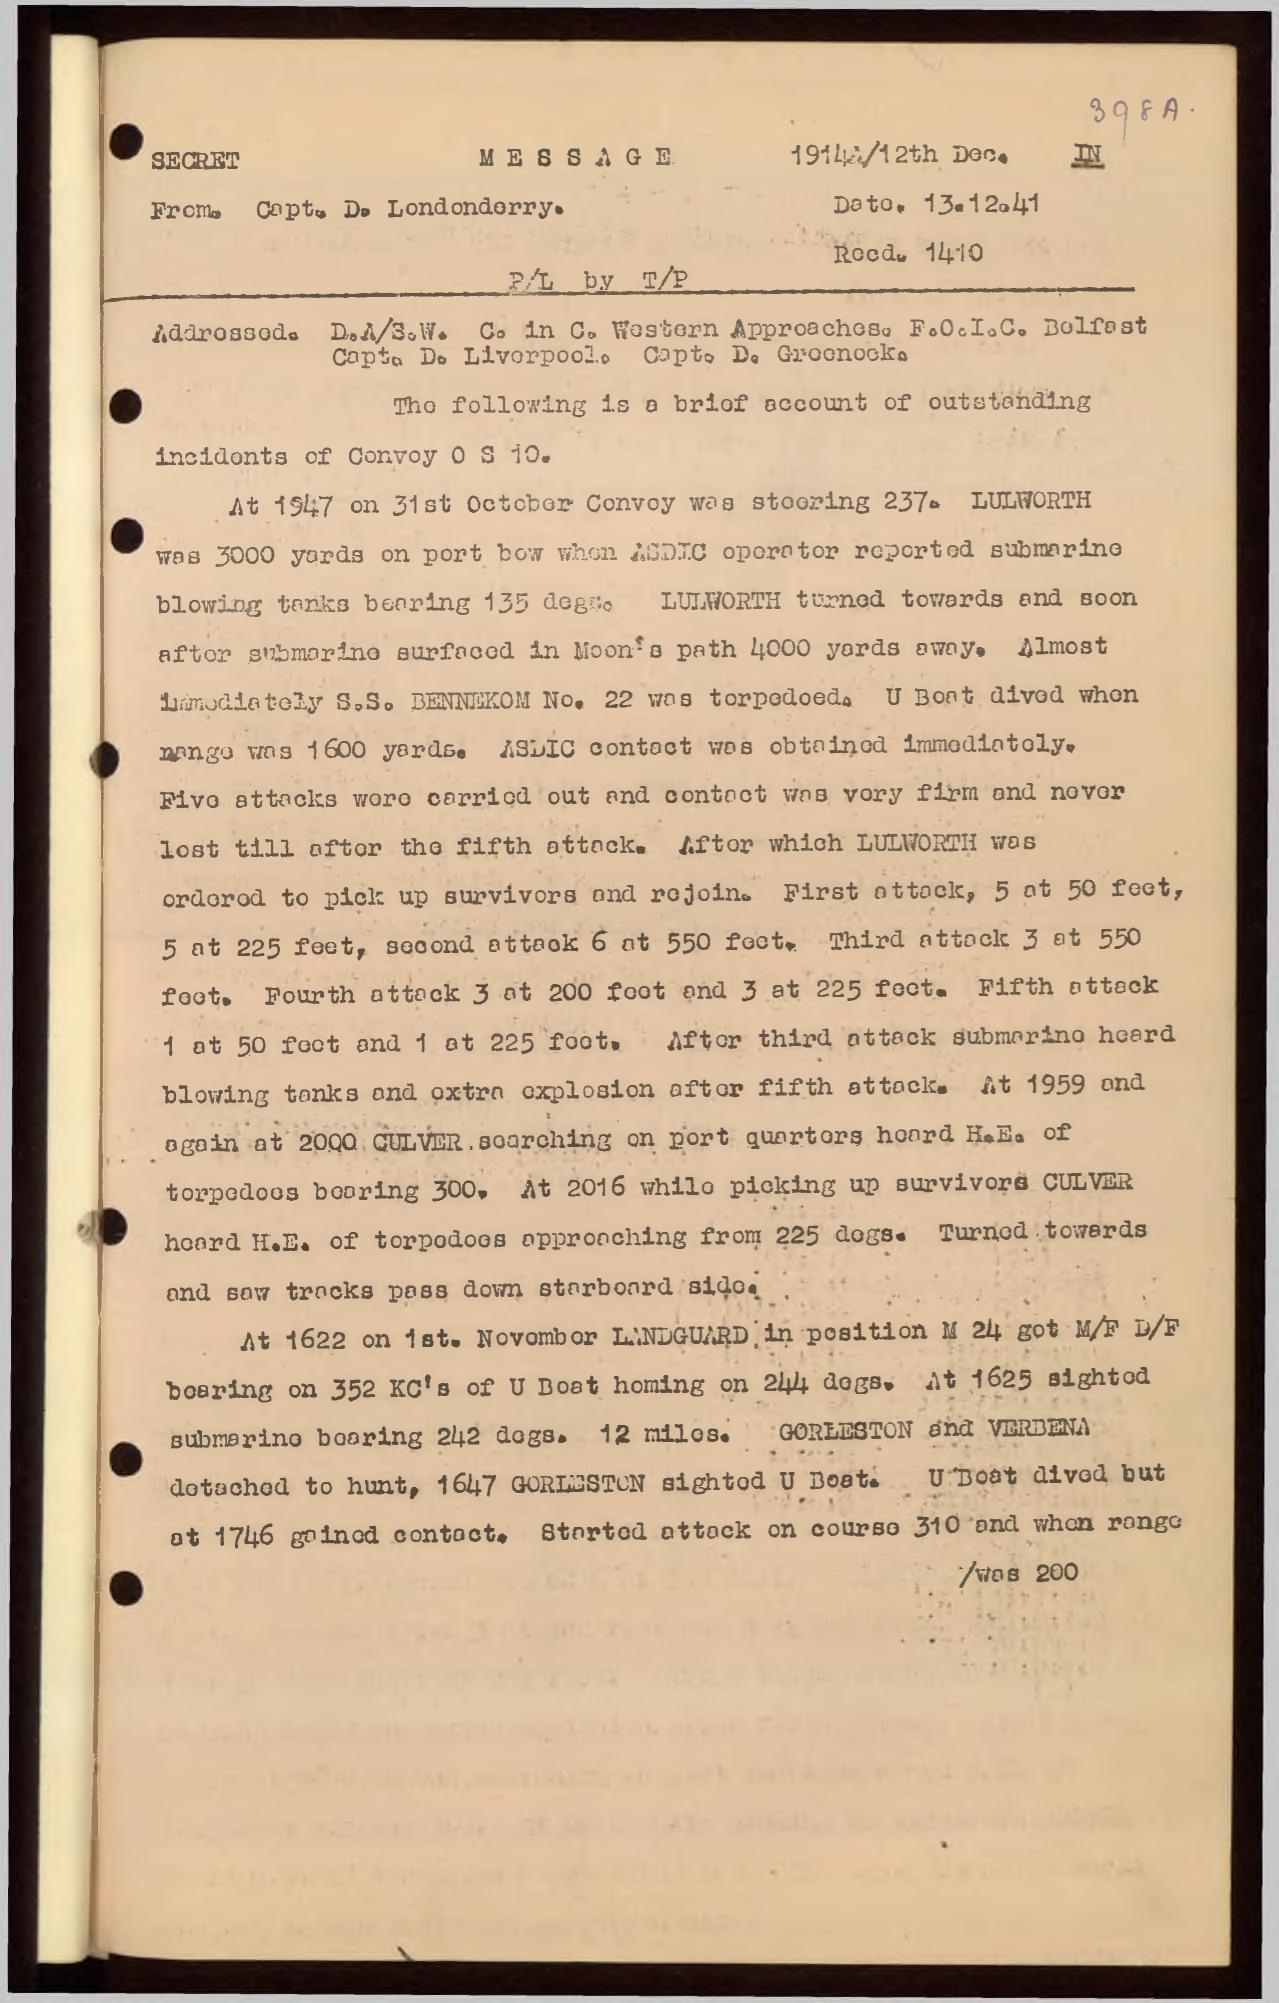 398A.
SECRET MESSAGE 1914A/12th Dec. IN
From. Capt. D. Londonderry. Date. 13.12.41
Recd. 1410
P/L by T/P
Addressed. D.A/S.W. C. in C. Western Approaches. F.O.I.C. Belfast
Capt. D. Liverpool. Capt. D. Greenock.
The following is a brief account of outstanding
incidents of Convoy O S 10.
At 1947 on 31st October Convoy was steering 237. LULWORTH
was 3000 yards on port bow when ASDIC operator reported submarine
blowing tanks bearing 135 degs. LULWORTH turned towards and soon
after submarine surfaced in Moon's path 4000 yards away. Almost
immediately S.S. BENNEKOM No. 22 was torpedoed. U Boat dived when
range was 1600 yards. ASDIC contact was obtained immediately.
Five attacks were carried out and contact was very firm and never
lost till after the fifth attack. After which LULWORTH was
ordered to pick up survivors and rejoin. First attack, 5 at 50 feet,
5 at 225 feet, second attack 6 at 550 feet. Third attack 3 at 550
feet. Fourth attack 3 at 200 feet and 3 at 225 feet. Fifth attack
1 at 50 feet and 1 at 225 feet. After third attack submarine heard
blowing tanks and extra explosion after fifth attack. At 1959 and
again at 2000 CULVER searching on port quarters heard H.E. of
torpedoes bearing 300. At 2016 while picking up survivors CULVER
heard H.E. of torpedoes approaching from 225 degs. Turned towards
and saw tracks pass down starboard side.
At 1622 on 1st. November LANDGUARD in position M 24 got M/F D/F
bearing on 352 KC's of U Boat homing on 244 degs. At 1625 sighted
submarine bearing 242 degs. 12 miles. GORLESTON and VERBENA
detached to hunt, 1647 GORLESTON sighted U Boat. U Boat dived but
at 1746 gained contact. Started attack on course 310 and when range
/was 200